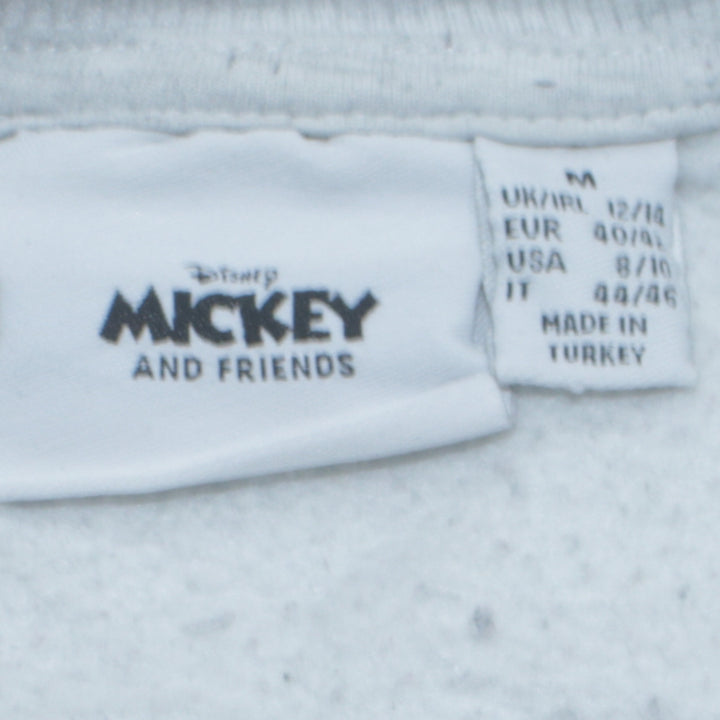 Disney
MICKEY
AND FRIENDS
M
UK/IRL 12/14
EUR 40/42
USA 8/10
IT 44/46
MADE IN
TURKEY